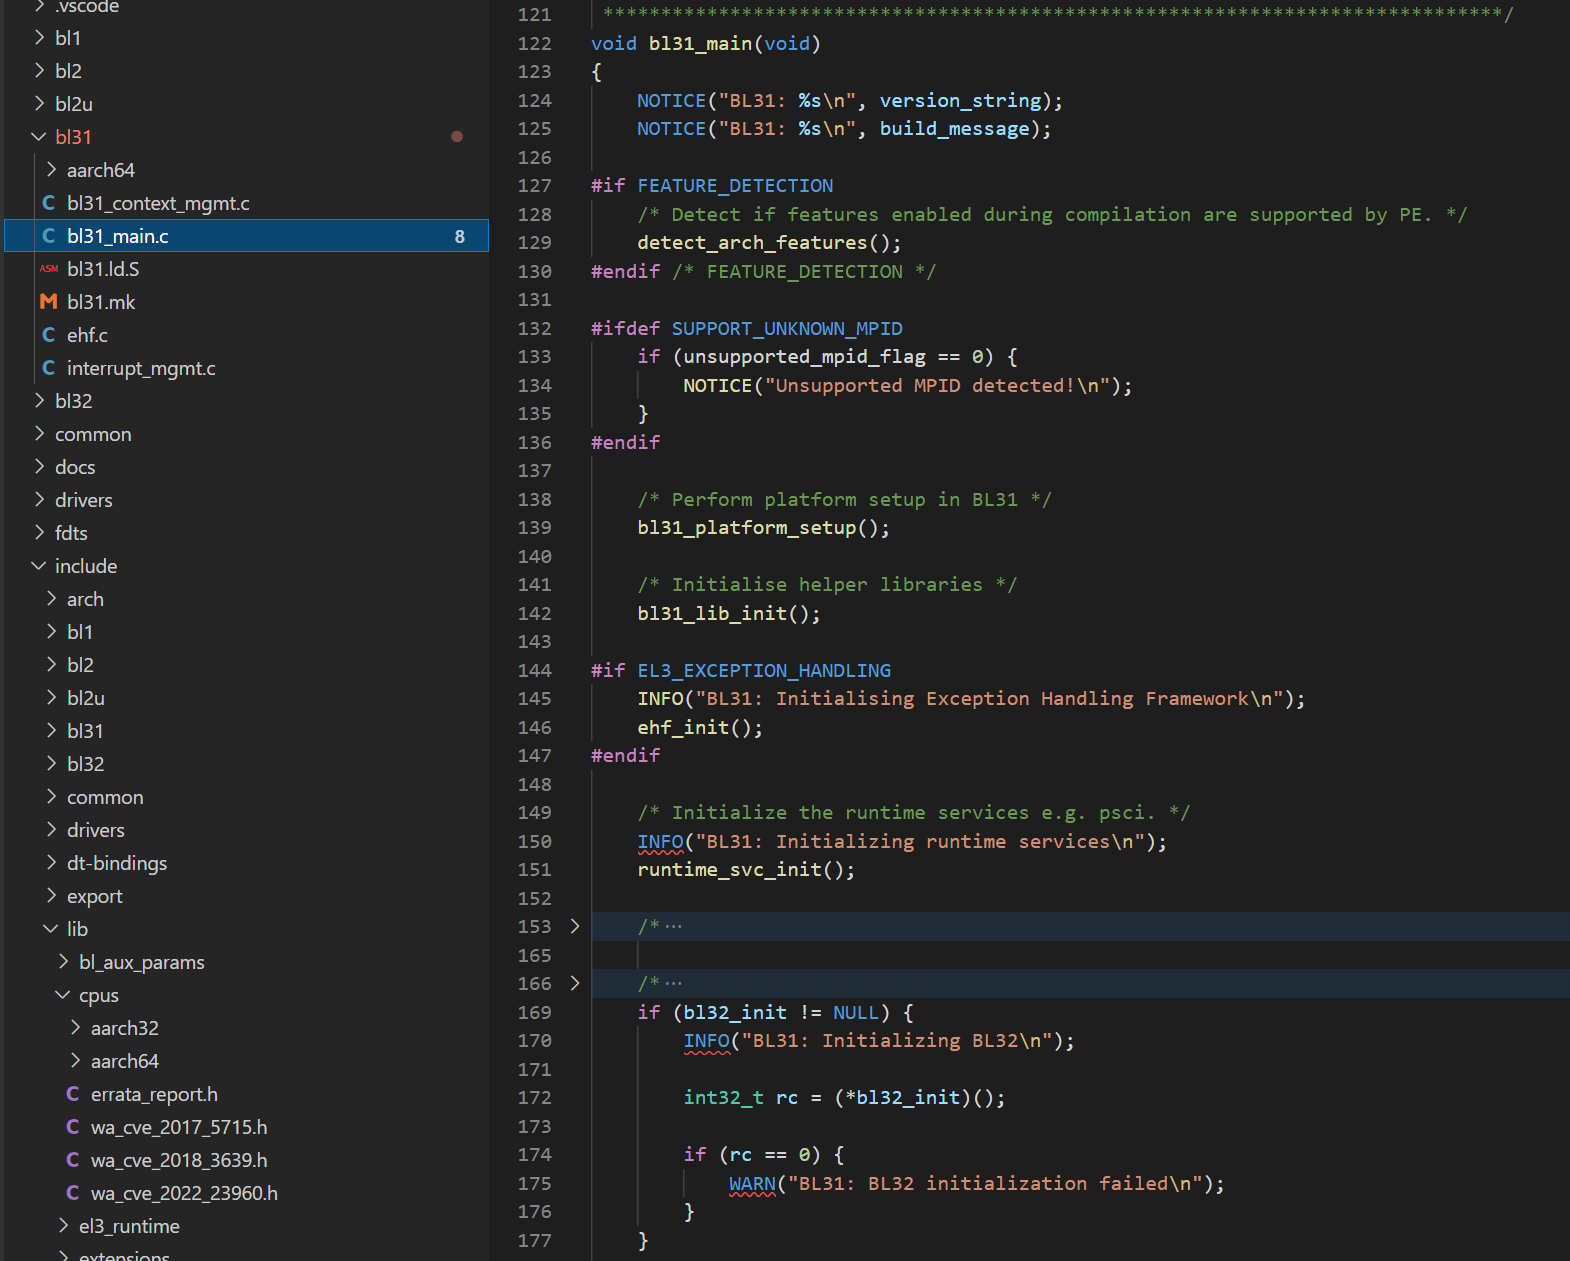 .vscode
bl1
bl2
bl2u
bl31
aarch64
C bl31_context_mgmt.c
C bl31_main.c 8
ASM bl31.ld.S
M bl31.mk
C ehf.c
C interrupt_mgmt.c
bl32
common
docs
drivers
fdts
include
arch
bl1
bl2
bl2u
bl31
bl32
common
drivers
dt-bindings
export
lib
bl_aux_params
cpus
aarch32
aarch64
C errata_report.h
C wa_cve_2017_5715.h
C wa_cve_2018_3639.h
C wa_cve_2022_23960.h
el3_runtime
extensions
121 ******************************************************************************/
122 void bl31_main(void)
123 {
124 NOTICE("BL31: %s\n", version_string);
125 NOTICE("BL31: %s\n", build_message);
126
127 #if FEATURE_DETECTION
128 /* Detect if features enabled during compilation are supported by PE. */
129 detect_arch_features();
130 #endif /* FEATURE_DETECTION */
131
132 #ifdef SUPPORT_UNKNOWN_MPID
133 if (unsupported_mpid_flag == 0) {
134 NOTICE("Unsupported MPID detected!\n");
135 }
136 #endif
137
138 /* Perform platform setup in BL31 */
139 bl31_platform_setup();
140
141 /* Initialise helper libraries */
142 bl31_lib_init();
143
144 #if EL3_EXCEPTION_HANDLING
145 INFO("BL31: Initialising Exception Handling Framework\n");
146 ehf_init();
147 #endif
148
149 /* Initialize the runtime services e.g. psci. */
150 INFO("BL31: Initializing runtime services\n");
151 runtime_svc_init();
152
153 /* ···
165
166 /* ···
169 if (bl32_init != NULL) {
170 INFO("BL31: Initializing BL32\n");
171
172 int32_t rc = (*bl32_init)();
173
174 if (rc == 0) {
175 WARN("BL31: BL32 initialization failed\n");
176 }
177 }